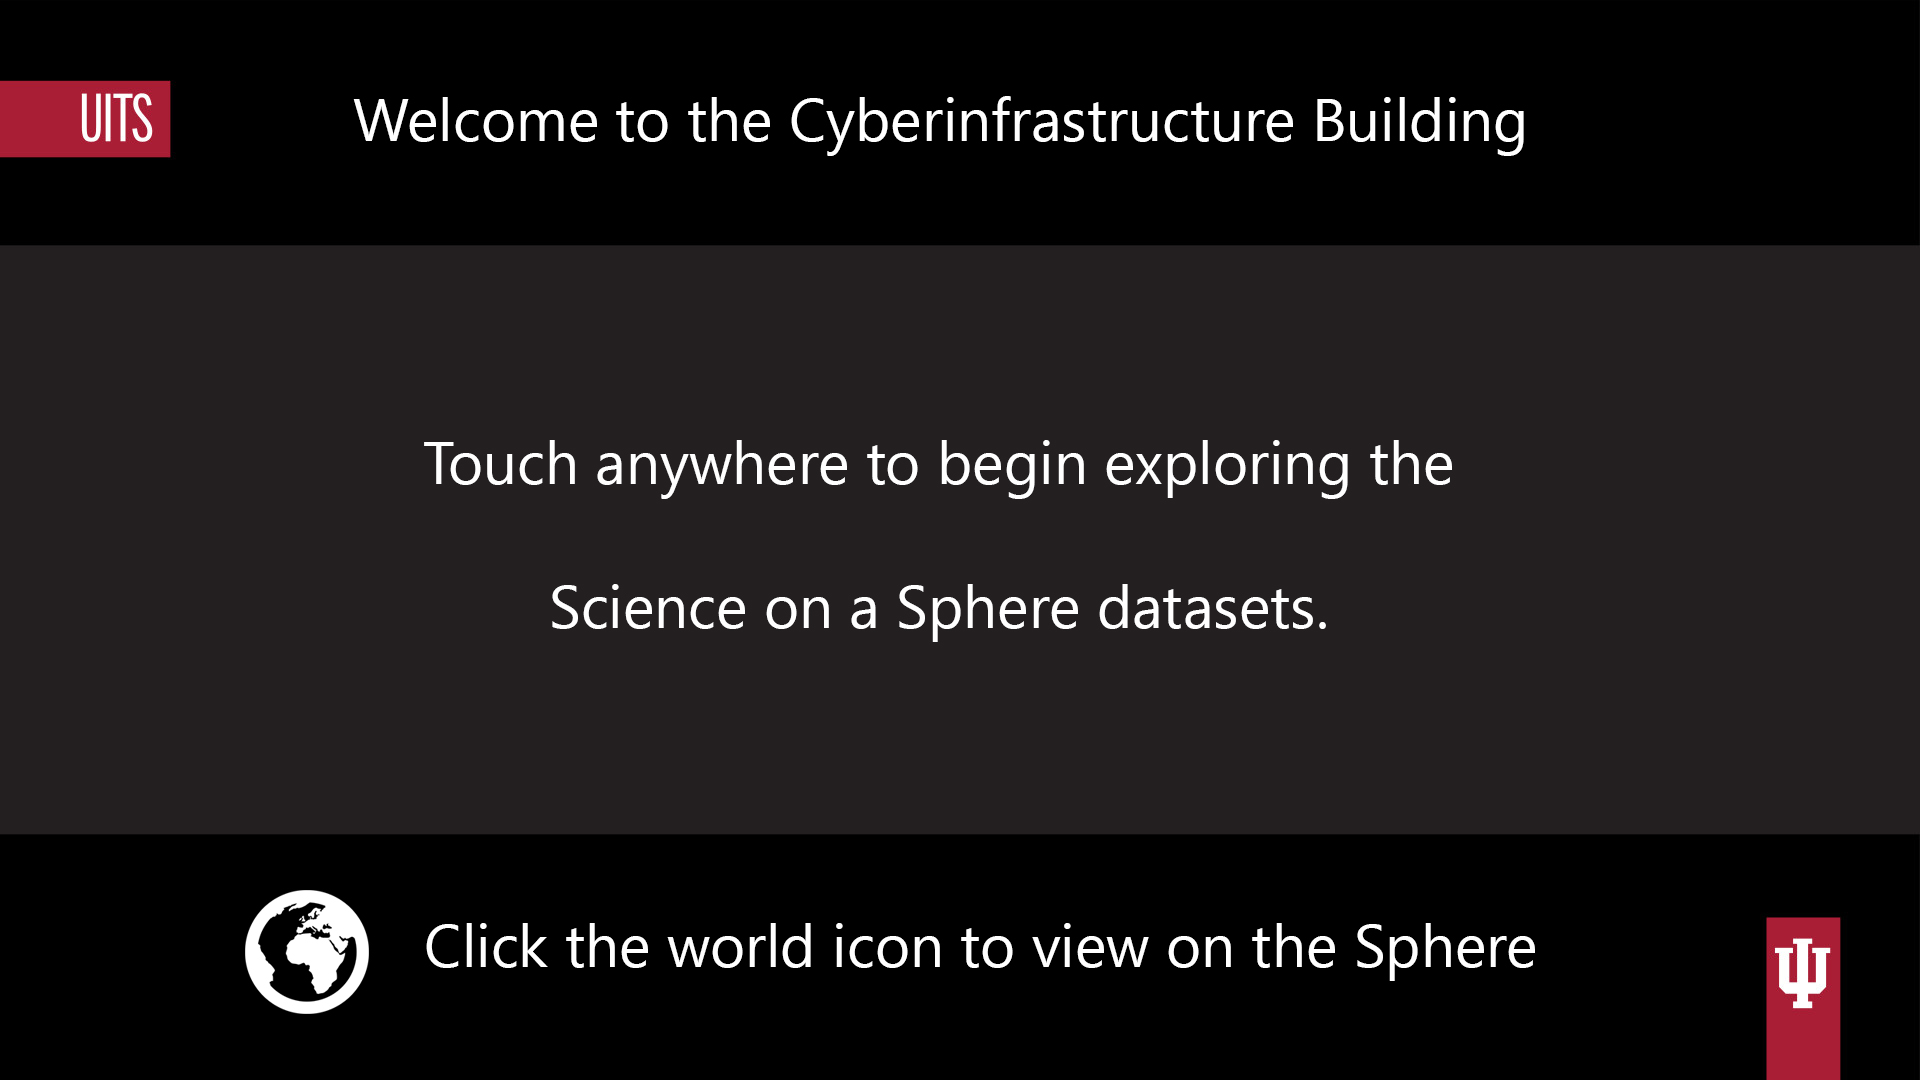 UITS
Welcome to the Cyberinfrastructure Building
Touch anywhere to begin exploring the
Science on a Sphere datasets.
Click the world icon to view on the Sphere